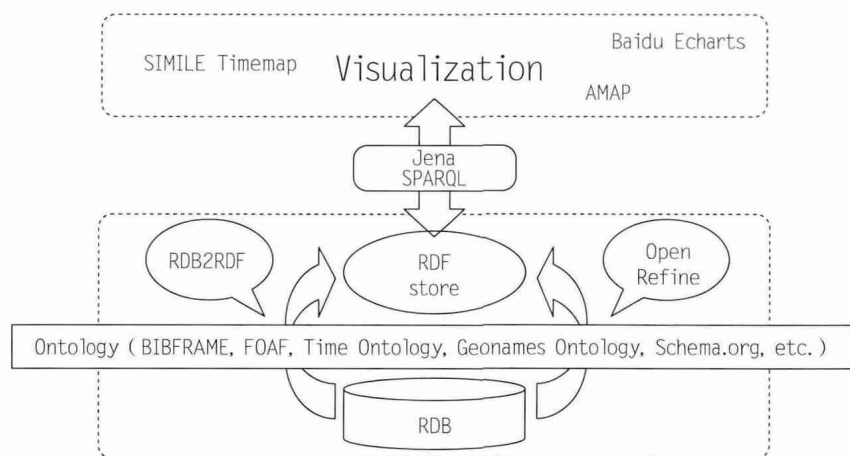 Baidu Echarts
SIMILE Timemap
Visualization
AMAP
Jena
SPARQL
RDB2RDF
RDF
store
Open
Refine
Ontology ( BIBFRAME, FOAF, Time Ontology, Geonames Ontology, Schema.org, etc. )
RDB